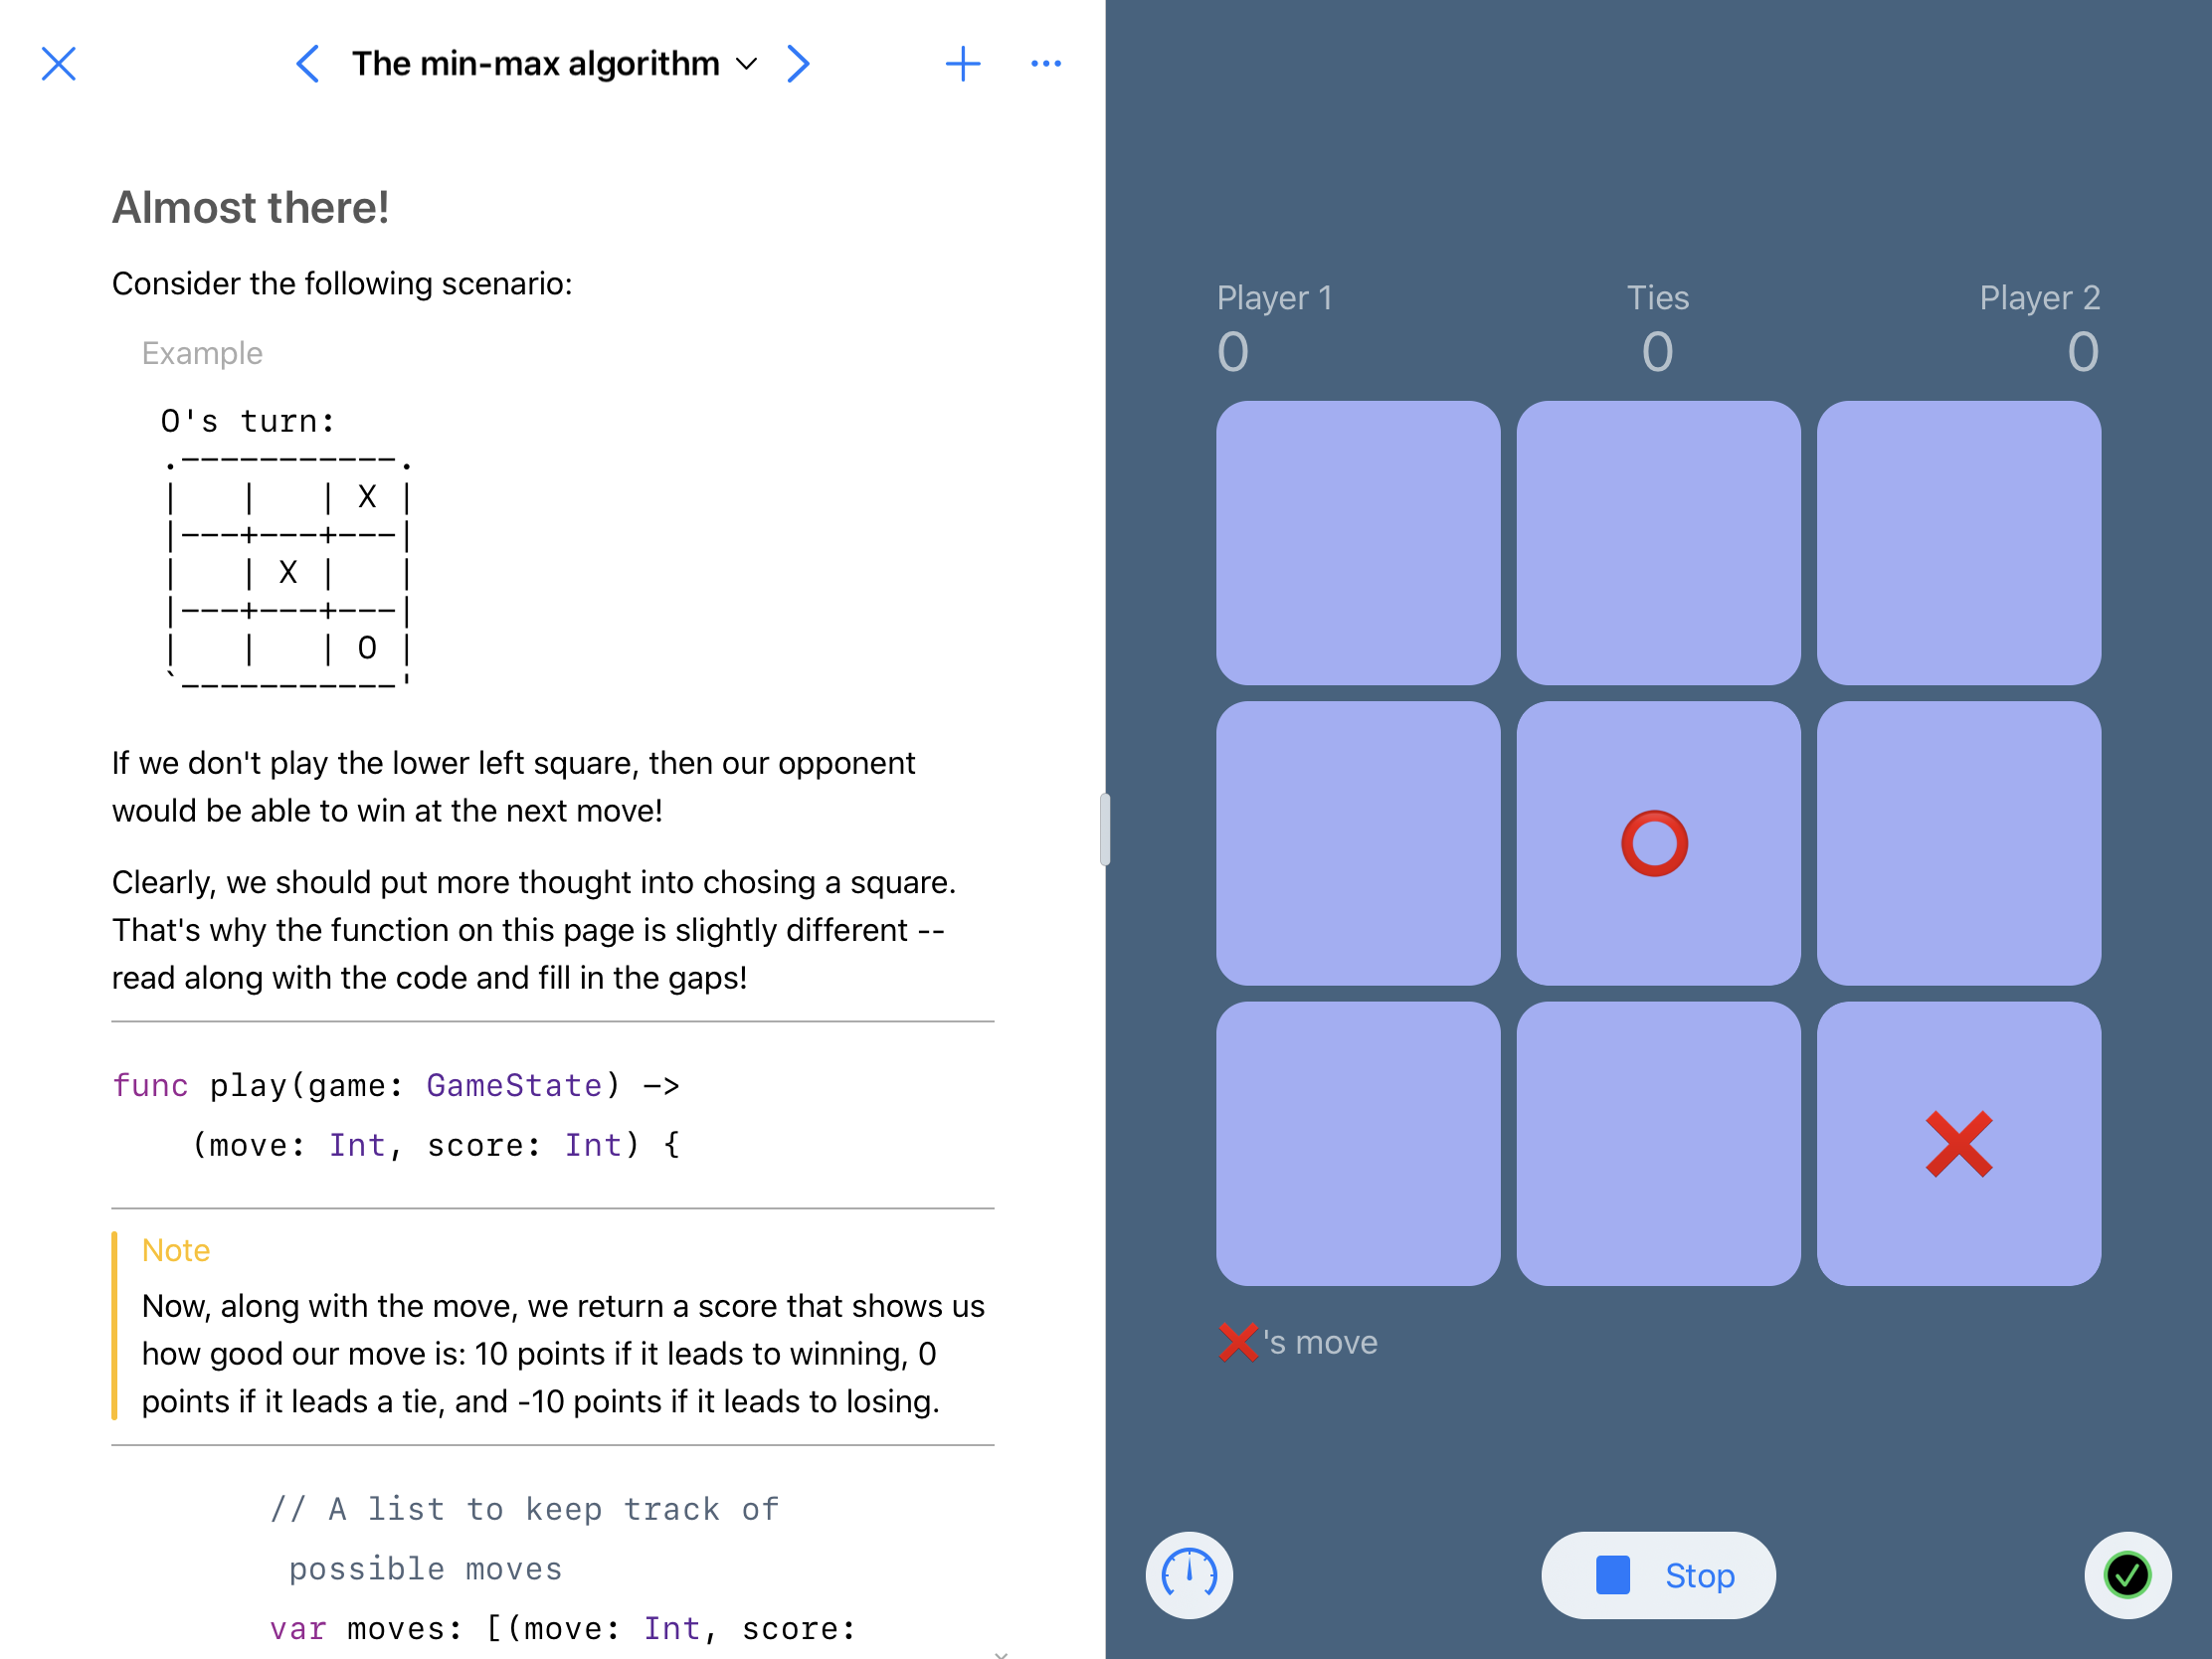 The min-max algorithm
Almost there!
Consider the following scenario:
Example
O's turn:
.-----------.
|   |   | X |
|---+---+---|
|   | X |   |
|---+---+---|
|   |   | O |
`-----------'
If we don't play the lower left square, then our opponent
would be able to win at the next move!
Clearly, we should put more thought into chosing a square.
That's why the function on this page is slightly different --
read along with the code and fill in the gaps!
func play(game: GameState) ->
(move: Int, score: Int) {
Note
Now, along with the move, we return a score that shows us
how good our move is: 10 points if it leads to winning, 0
points if it leads a tie, and -10 points if it leads to losing.
// A list to keep track of
possible moves
var moves: [(move: Int, score:
Player 1
Ties
Player 2
0
0
0
⭕
❌
❌'s move
Stop